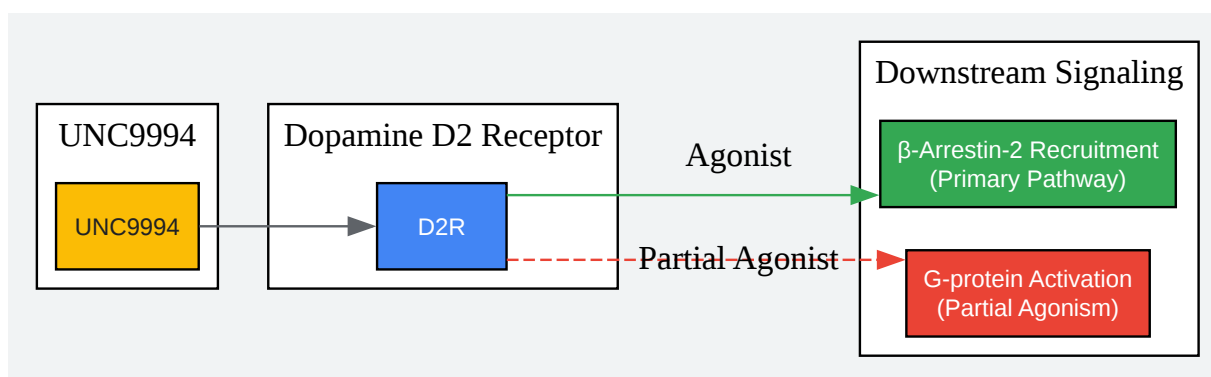 UNC9994
UNC9994
Dopamine D2 Receptor
D2R
Agonist
Partial Agonist
Downstream Signaling
β-Arrestin-2 Recruitment
(Primary Pathway)
G-protein Activation
(Partial Agonism)